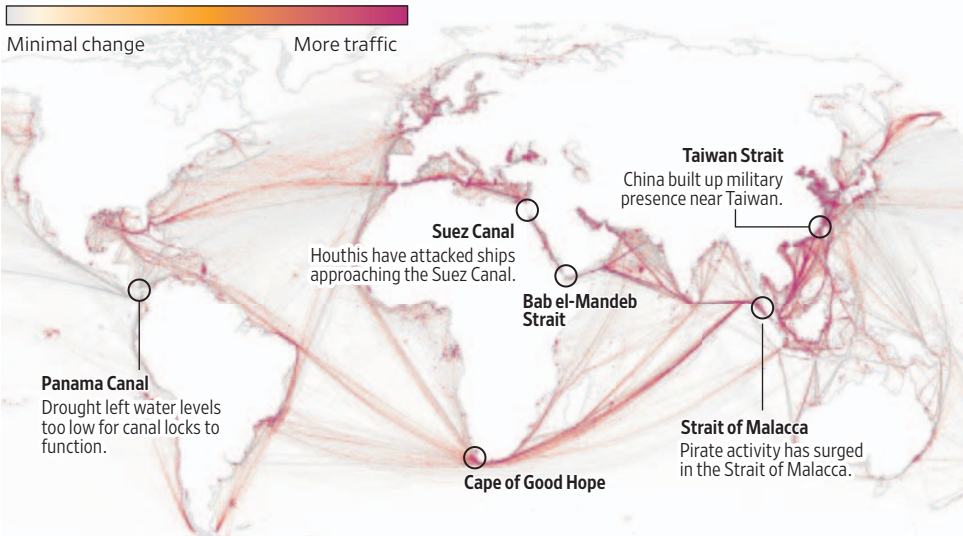 Minimal change
More traffic
Taiwan Strait
China built up military
presence near Taiwan.
Suez Canal
Houthis have attacked ships
approaching the Suez Canal.
Bab el-Mandeb
Strait
Panama Canal
Drought left water levels
too low for canal locks to
function.
Strait of Malacca
Pirate activity has surged
in the Strait of Malacca.
Cape of Good Hope